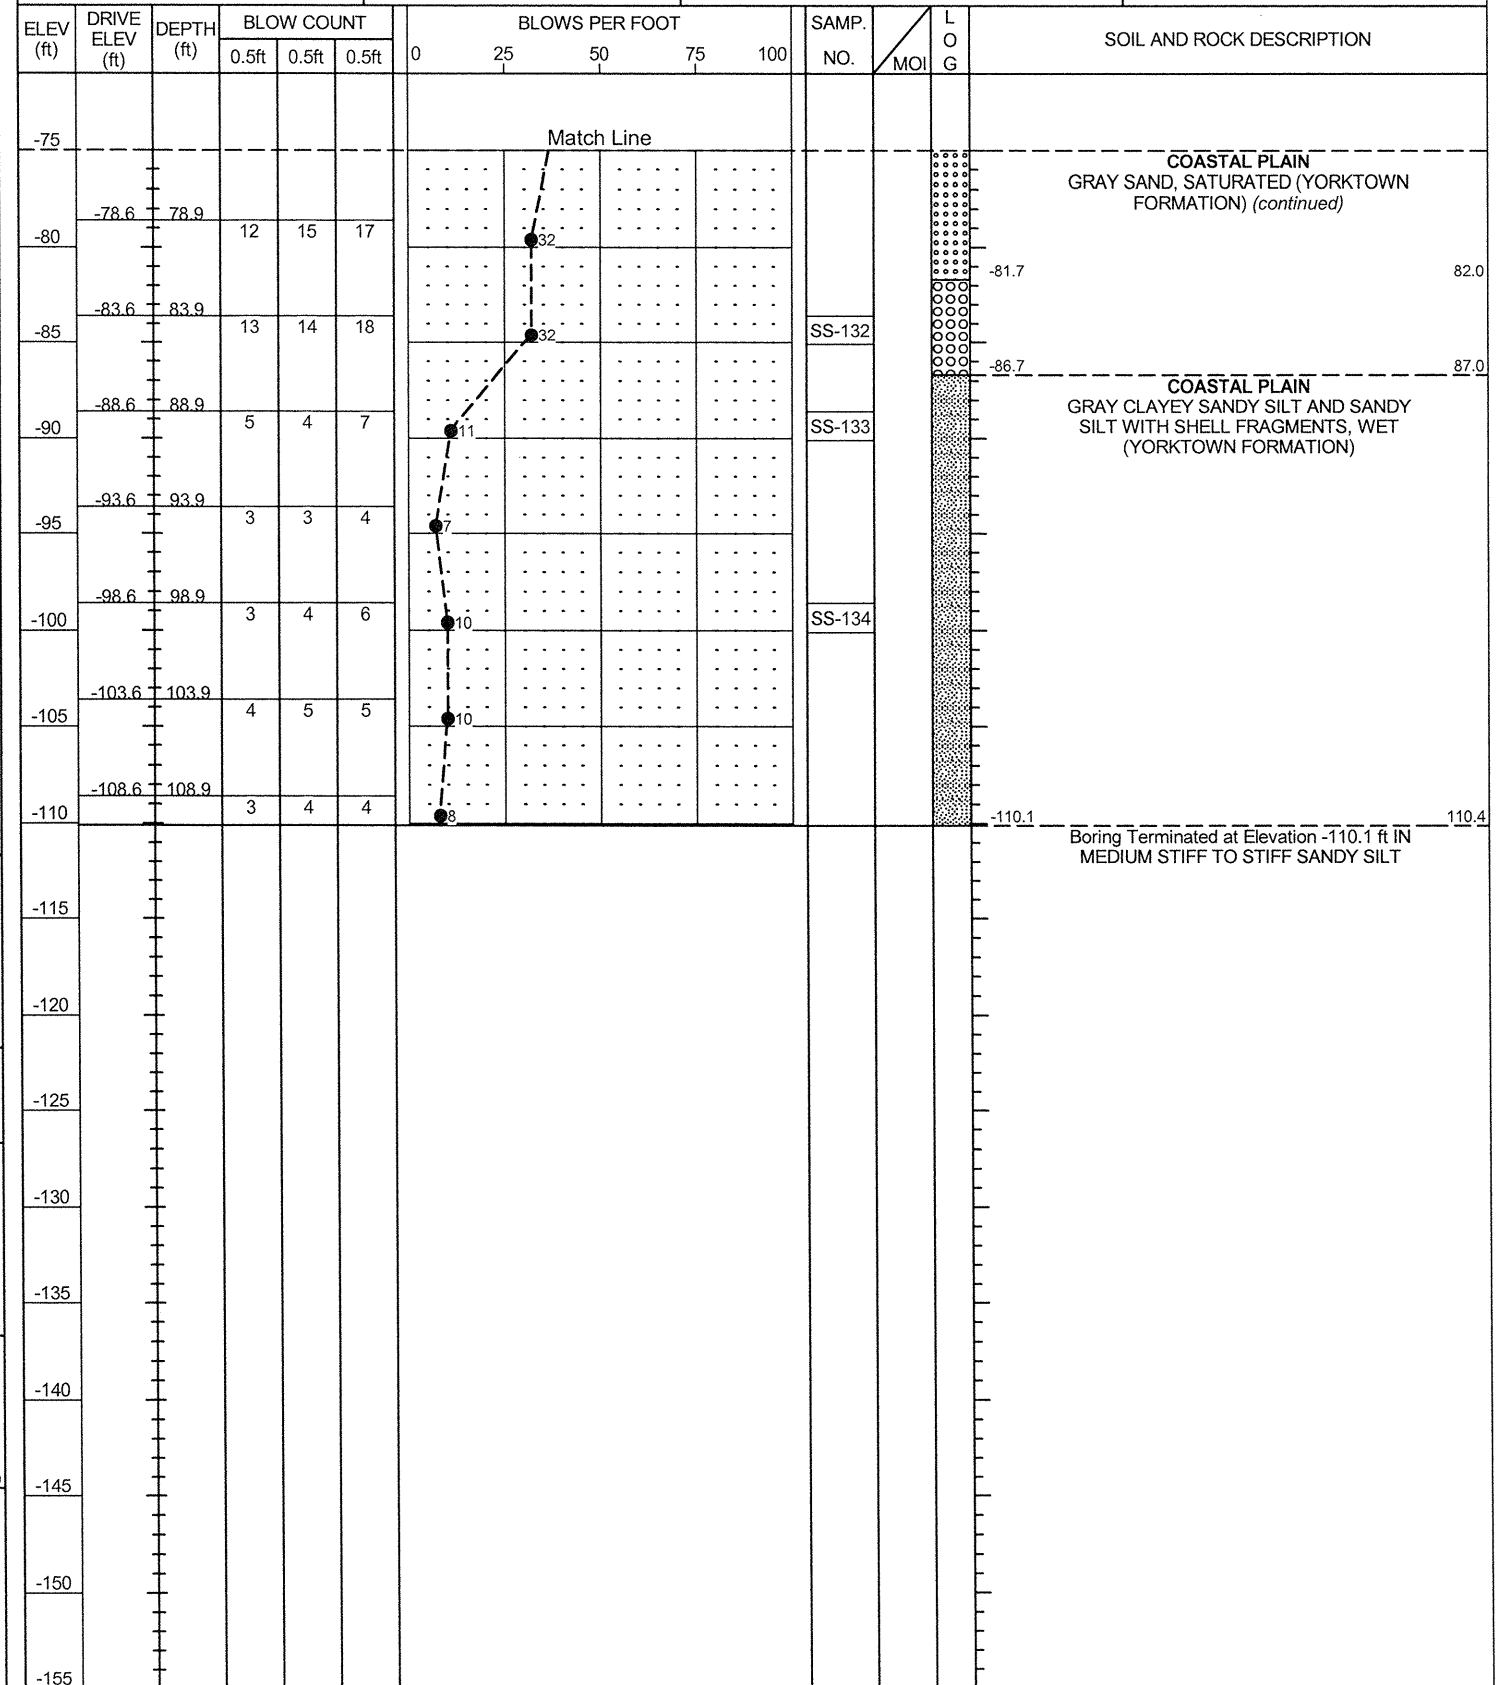 ELEV (ft) DRIVE ELEV (ft) DEPTH (ft) BLOW COUNT BLOWS PER FOOT SAMP. NO. MOI LOG SOIL AND ROCK DESCRIPTION
0.5ft 0.5ft 0.5ft 0 25 50 75 100
Match Line
-75
COASTAL PLAIN
GRAY SAND, SATURATED (YORKTOWN
FORMATION) (continued)
-78.6 78.9
12 15 17
-80 32
-81.7 82.0
-83.6 83.9
13 14 18 SS-132
-85 32
-86.7 87.0
COASTAL PLAIN
GRAY CLAYEY SANDY SILT AND SANDY
SILT WITH SHELL FRAGMENTS, WET
(YORKTOWN FORMATION)
-88.6 88.9
5 4 7 SS-133
-90 11
-93.6 93.9
3 3 4
-95 7
-98.6 98.9
3 4 6 SS-134
-100 10
-103.6 103.9
4 5 5
-105 10
-108.6 108.9
3 4 4
-110 8 -110.1 110.4
Boring Terminated at Elevation -110.1 ft IN
MEDIUM STIFF TO STIFF SANDY SILT
-115
-120
-125
-130
-135
-140
-145
-150
-155